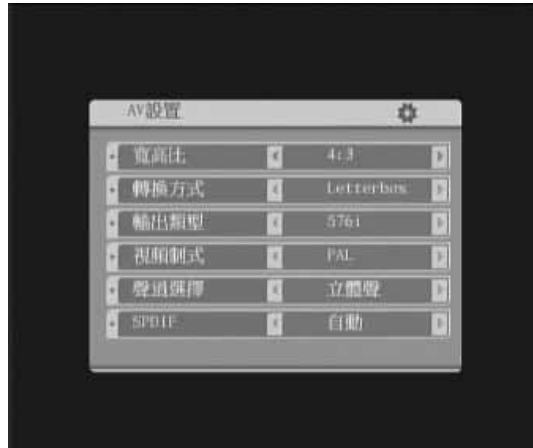 AV設置
寬高比 4:3
轉換方式 Letterbox
輸出類型 576i
視頻制式 PAL
聲道選擇 立體聲
SPDIF 自動